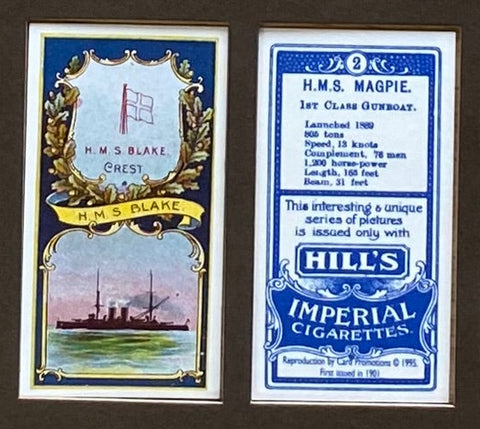 H.M.S. BLAKE.
CREST
H.M.S BLAKE.
2
H.M.S. MAGPIE.
1ST CLASS GUNBOAT.
Launched 1889
805 tons
Speed, 13 knots
Complement, 76 men
1,200 horse-power
Length, 165 feet
Beam, 31 feet
This interesting & unique
series of pictures
is issued only with
HILL'S
IMPERIAL
CIGARETTES.
Reproduction by Card Promotions © 1995
First issued in 1901